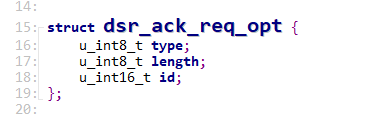 14:
15: struct dsr_ack_req_opt {
16:     u_int8_t type;
17:     u_int8_t length;
18:     u_int16_t id;
19: };
20: